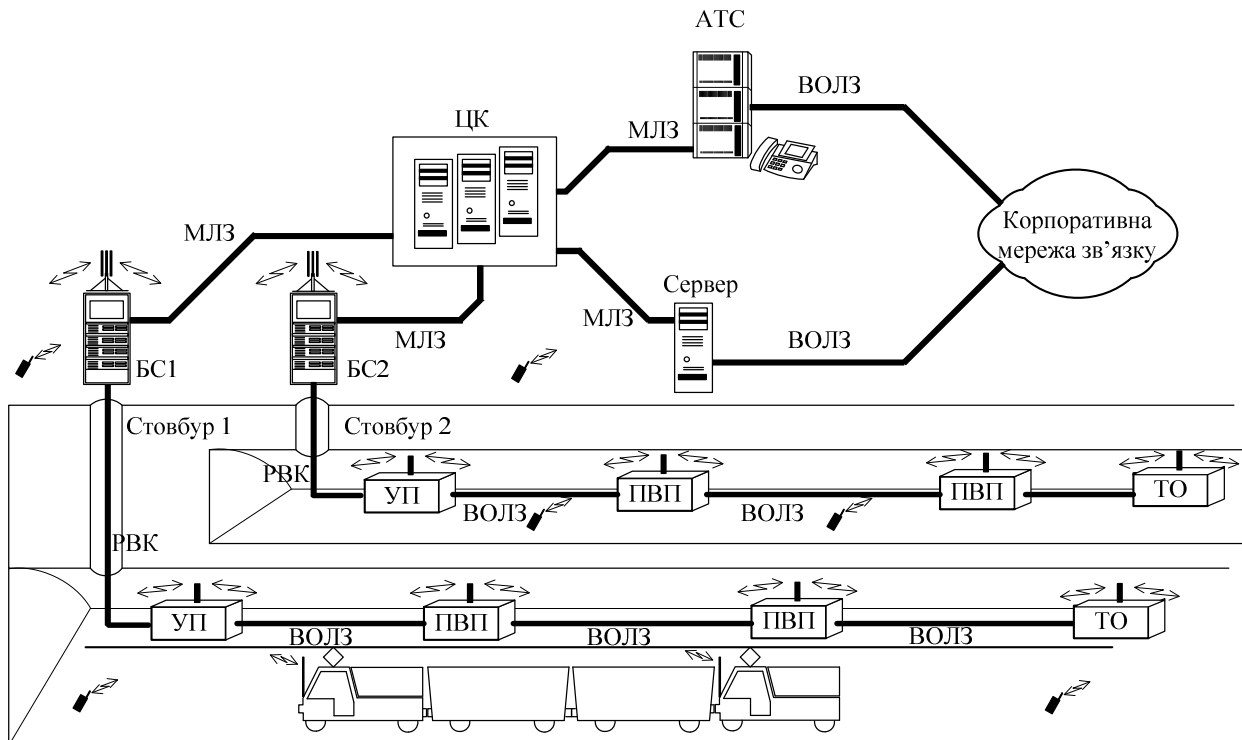 АТС
ВОЛЗ
ЦК
МЛЗ
МЛЗ
Корпоративна
мережа зв’язку
Сервер
МЛЗ
МЛЗ
ВОЛЗ
БС1
БС2
Стовбур 1
Стовбур 2
РВК
УП
ПВП
ПВП
ТО
ВОЛЗ
ВОЛЗ
РВК
УП
ПВП
ПВП
ТО
ВОЛЗ
ВОЛЗ
ВОЛЗ